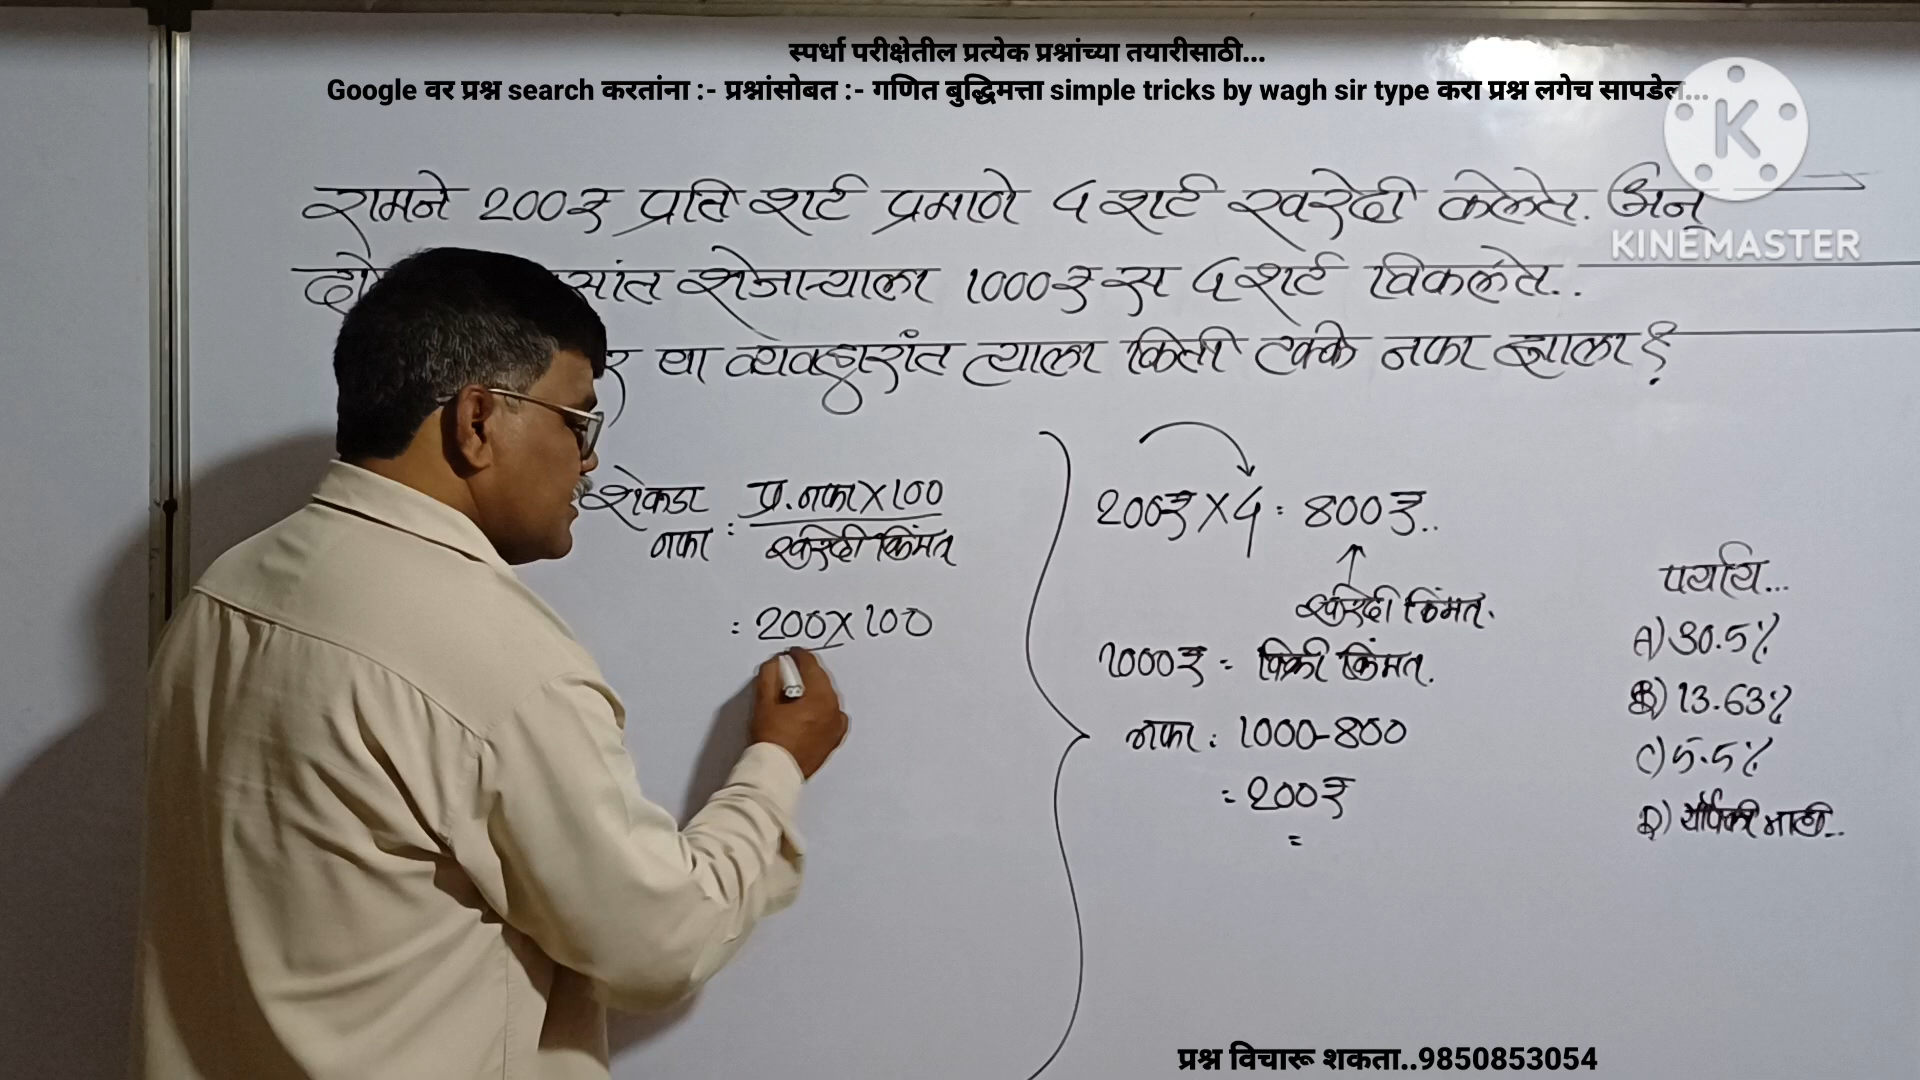 स्पर्धा परीक्षेतील प्रत्येक प्रश्नांच्या तयारीसाठी...
Google वर प्रश्न search करतांना :- प्रश्नांसोबत :- गणित बुद्धिमत्ता simple tricks by wagh sir type करा प्रश्न लगेच सापडेल...
K
KINEMASTER
रामने 200₹ प्रति शर्ट प्रमाणे 4 शर्ट खरेदी केलेत. अन्
शेजाऱ्याला 1000₹ स 4 शर्ट विकलेत..
या व्यवहारांत त्याला किती टक्के नफा झाला?
शेकडा नफा : प्र.नफा X 100
खरेदी किंमत
= 200 X 100
200₹ X 4 = 800₹..
खरेदी किंमत.
1000₹ = विक्री किंमत.
नफा = 1000-800
= 200₹
=
पर्याय...
A) 30.5%
B) 13.63%
C) 5.5%
D) यापैकी नाही..
प्रश्न विचारू शकता..9850853054